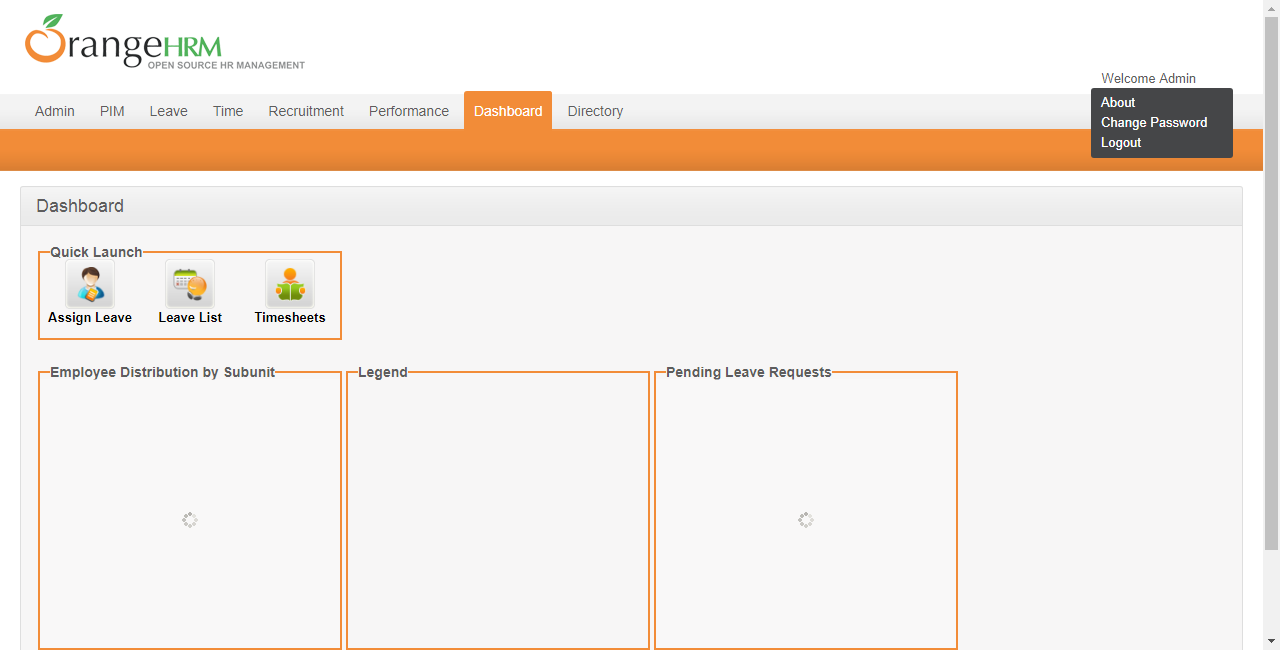 OrangeHRM
OPEN SOURCE HR MANAGEMENT
Welcome Admin
About
Change Password
Logout
Admin PIM Leave Time Recruitment Performance Dashboard Directory
Dashboard
Quick Launch
Assign Leave Leave List Timesheets
Employee Distribution by Subunit Legend Pending Leave Requests